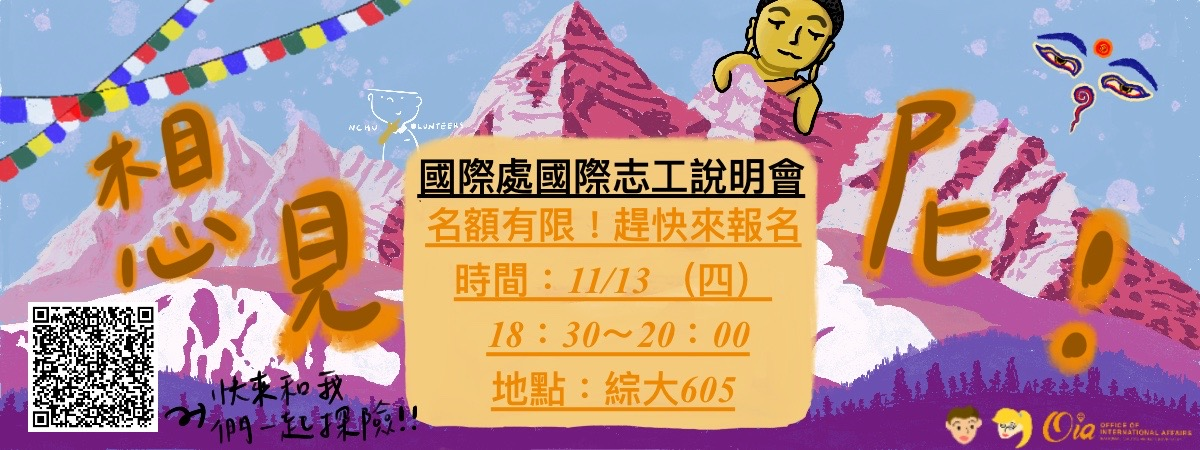 想見尼!
NCHU VOLUNTEERS
國際處國際志工說明會
名額有限！趕快來報名
時間：11/13 （四）
18：30～20：00
地點：綜大605
快來和我
們一起探險!!
Oia OFFICE OF
INTERNATIONAL AFFAIRS